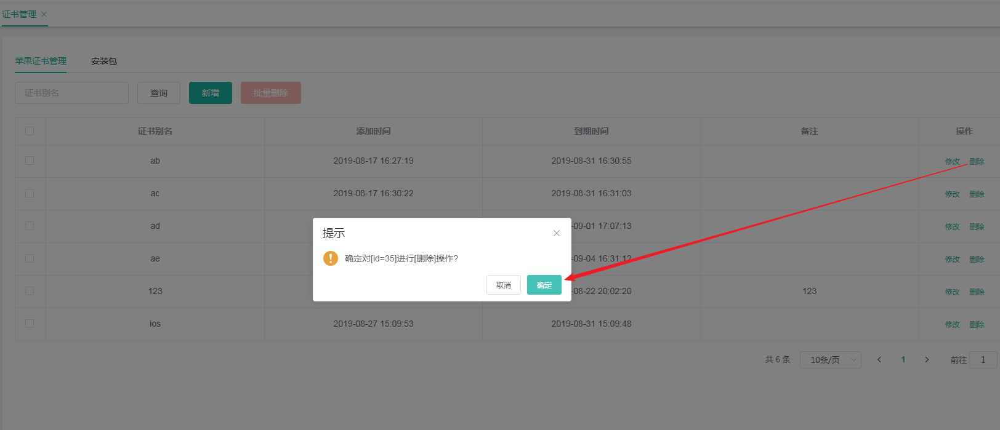 证书管理
苹果证书管理 安装包
证书别名 查询 新增 批量删除
证书别名 添加时间 到期时间 备注 操作
ab 2019-08-17 16:27:19 2019-08-31 16:30:55 修改 删除
ac 2019-08-17 16:30:22 2019-08-31 16:31:03 修改 删除
ad -09-01 17:07:13 修改 删除
提示
ae -09-04 16:31:12 修改 删除
确定对[id=35]进行[删除]操作?
取消 确定
123 -08-22 20:02:20 123 修改 删除
ios 2019-08-27 15:09:53 2019-08-31 15:09:48 修改 删除
共 6 条 10条/页 1 前往 1